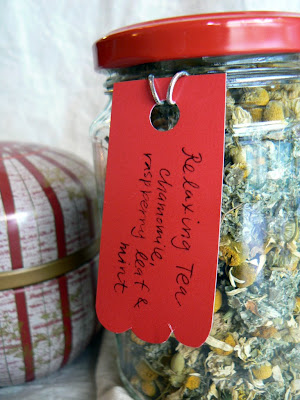 Relaxing Tea
Chamomile,
raspberry leaf &
mint